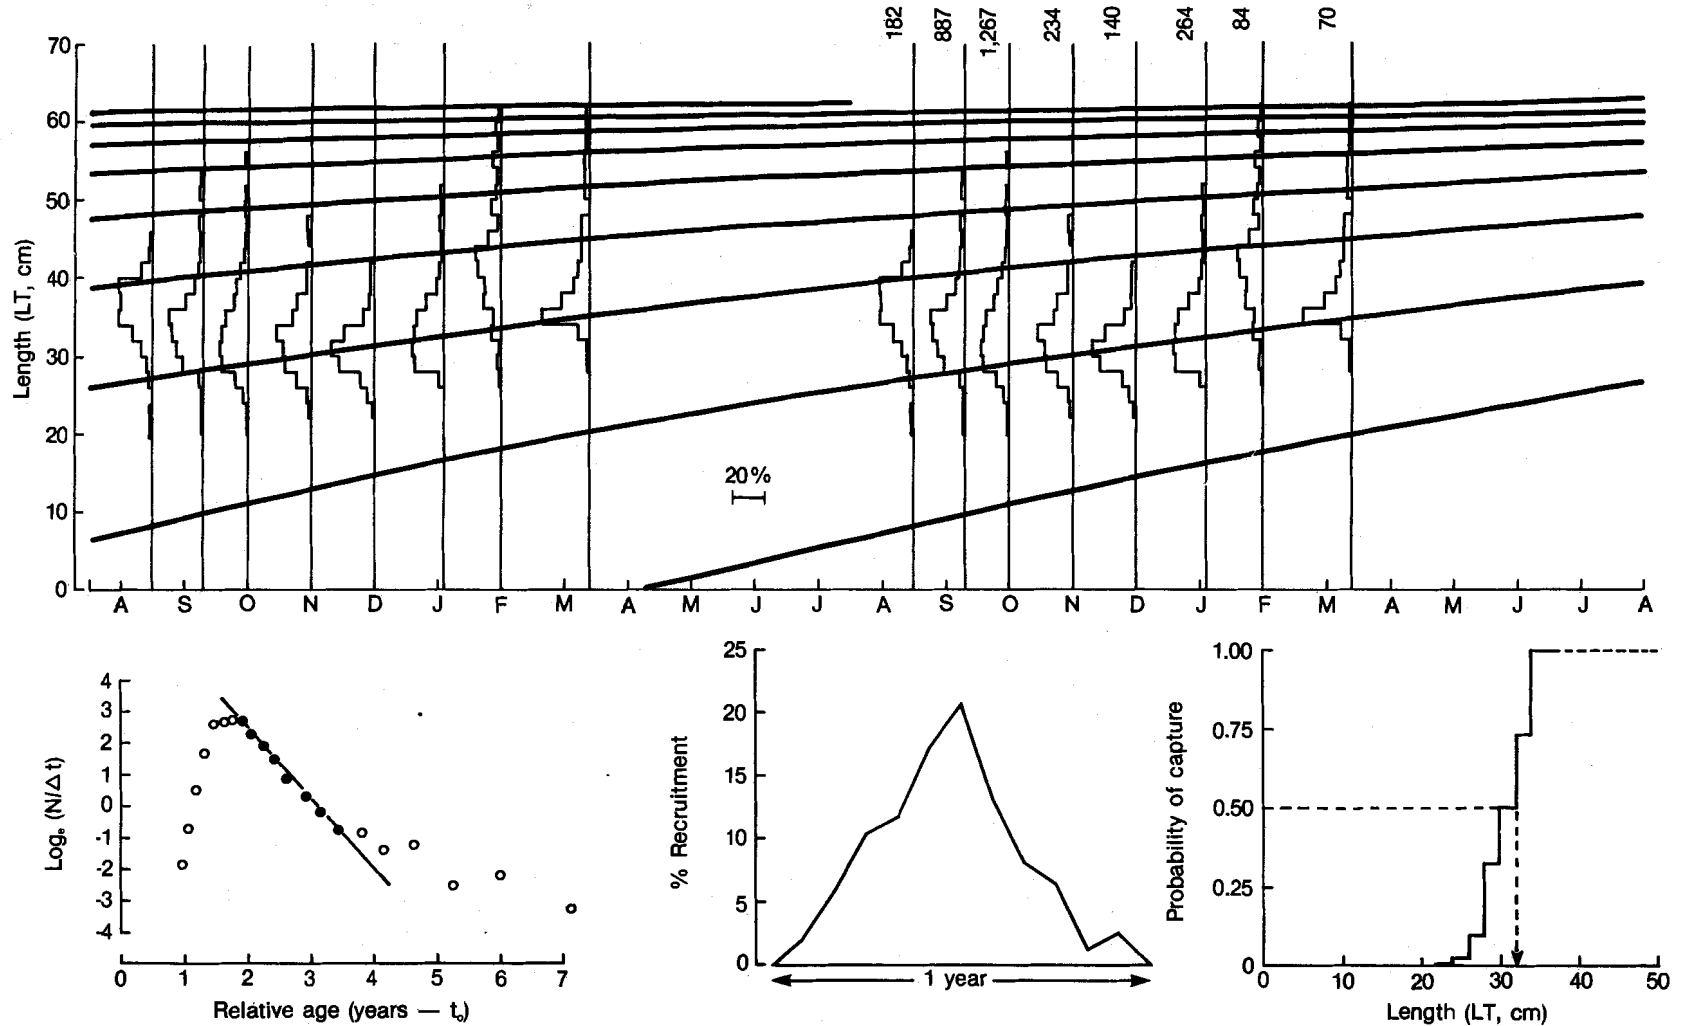 182 887 1,267 234 140 264 84 70
70
60
50
40
30
20
10
0
Length (LT, cm)
20%
A S O N D J F M A M J J A S O N D J F M A M J J A
4
3
2
1
0
-1
-2
-3
-4
Logₑ (N/Δt)
0 1 2 3 4 5 6 7
Relative age (years — t₀)
25
20
15
10
5
0
% Recruitment
1 year
1.00
0.75
0.50
0.25
0
Probability of capture
0 10 20 30 40 50
Length (LT, cm)